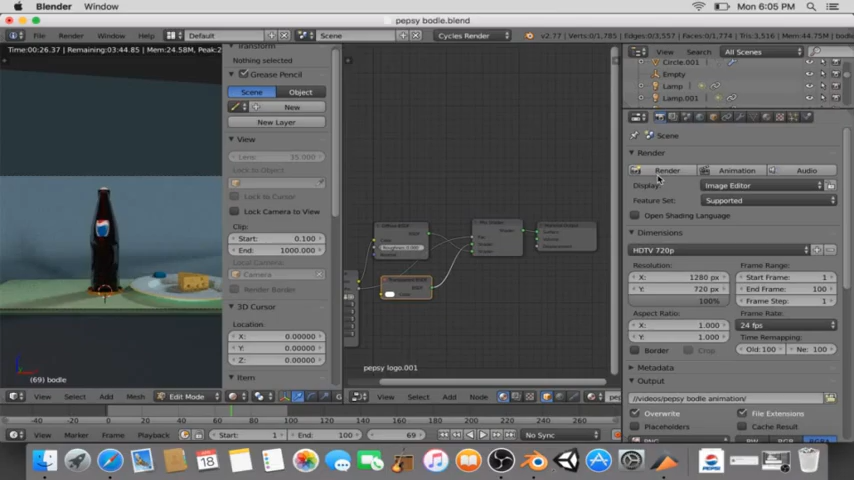 Blender Window
Mon 6:05 PM
pepsy bodle.blend
File Render Window Help
Default
Scene
Cycles Render
v2.77
Time:00:26.37 | Remaining:03:44.85 | Mem:24.58M, Peak:2
Transform
Nothing selected
Grease Pencil
Scene Object
New
New Layer
View
Lens: 35.000
Lock to Object:
Lock to Cursor
Lock Camera to View
Clip:
Start: 0.100
End: 1000.000
Local Camera:
Camera
Render Border
3D Cursor
Location
X: 0.00000
Y: 0.00000
Z: 0.00000
Item
(69) bodle
View Select Add Mesh
Edit Mode
pepsy logo.001
View Select Add Node
View Search All Scenes
Circle.001
Empty
Lamp
Lamp.001
Scene
Render
Render Animation Audio
Display: Image Editor
Feature Set: Supported
Open Shading Language
Dimensions
HDTV 720p
Resolution: Frame Range:
X: 1280 px Start Frame: 1
Y: 720 px End Frame: 100
100% Frame Step: 1
Aspect Ratio: Frame Rate:
X: 1.000 24 fps
Y: 1.000 Time Remapping:
Border Crop Old: 100 Ne: 100
Metadata
Output
//videos/pepsy bodle animation/
Overwrite File Extensions
Placeholders Cache Result
PNG BW RGB RGBA
View Marker Frame Playback
Start: 1 End: 100 69
No Sync